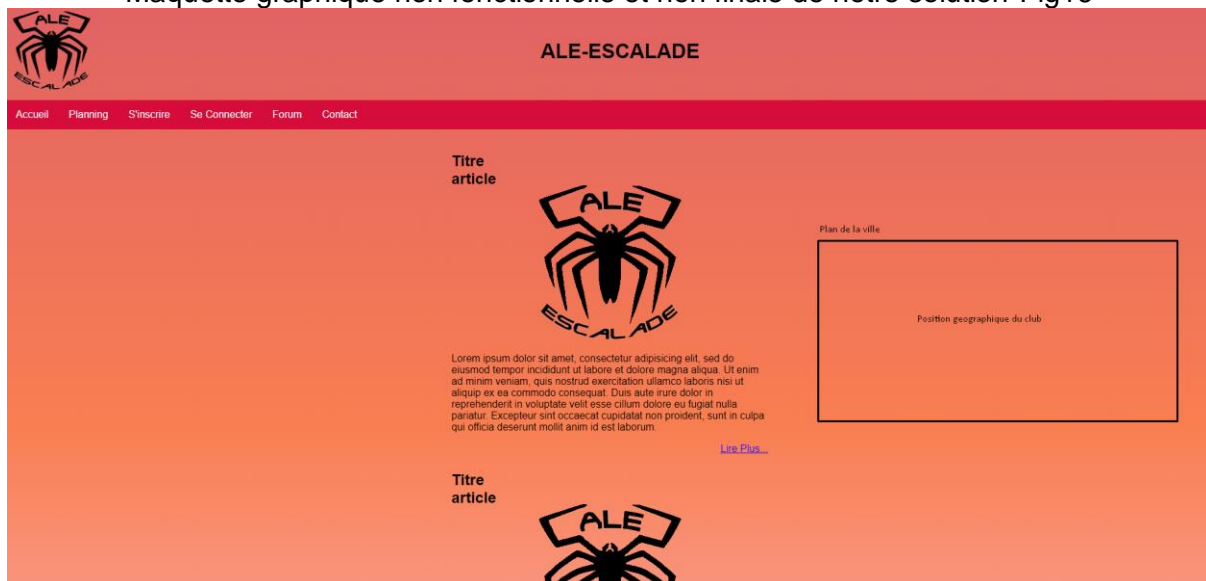 Maquette graphique non fonctionnelle et non finale de notre solution
ALE
ESCALADE
ALE-ESCALADE
Accueil Planning S'inscrire Se Connecter Forum Contact
Titre
article
ALE
ESCALADE
Lorem ipsum dolor sit amet, consectetur adipisicing elit, sed do
eiusmod tempor incididunt ut labore et dolore magna aliqua. Ut enim
ad minim veniam, quis nostrud exercitation ullamco laboris nisi ut
aliquip ex ea commodo consequat. Duis aute irure dolor in
reprehenderit in voluptate velit esse cillum dolore eu fugiat nulla
pariatur. Excepteur sint occaecat cupidatat non proident, sunt in culpa
qui officia deserunt mollit anim id est laborum.
Lire Plus...
Plan de la ville
Position geographique du club
Titre
article
ALE